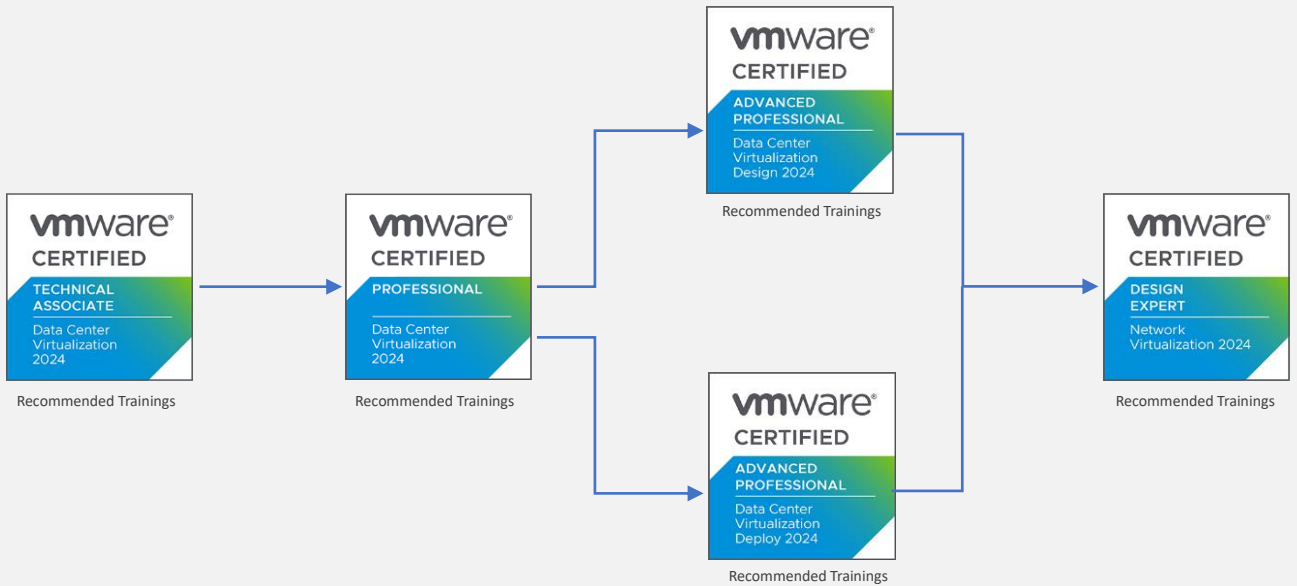 vmware®
CERTIFIED
TECHNICAL
ASSOCIATE
Data Center
Virtualization
2024
Recommended Trainings
vmware®
CERTIFIED
PROFESSIONAL
Data Center
Virtualization
2024
Recommended Trainings
vmware®
CERTIFIED
ADVANCED
PROFESSIONAL
Data Center
Virtualization
Design 2024
Recommended Trainings
vmware®
CERTIFIED
ADVANCED
PROFESSIONAL
Data Center
Virtualization
Deploy 2024
Recommended Trainings
vmware®
CERTIFIED
DESIGN
EXPERT
Network
Virtualization 2024
Recommended Trainings